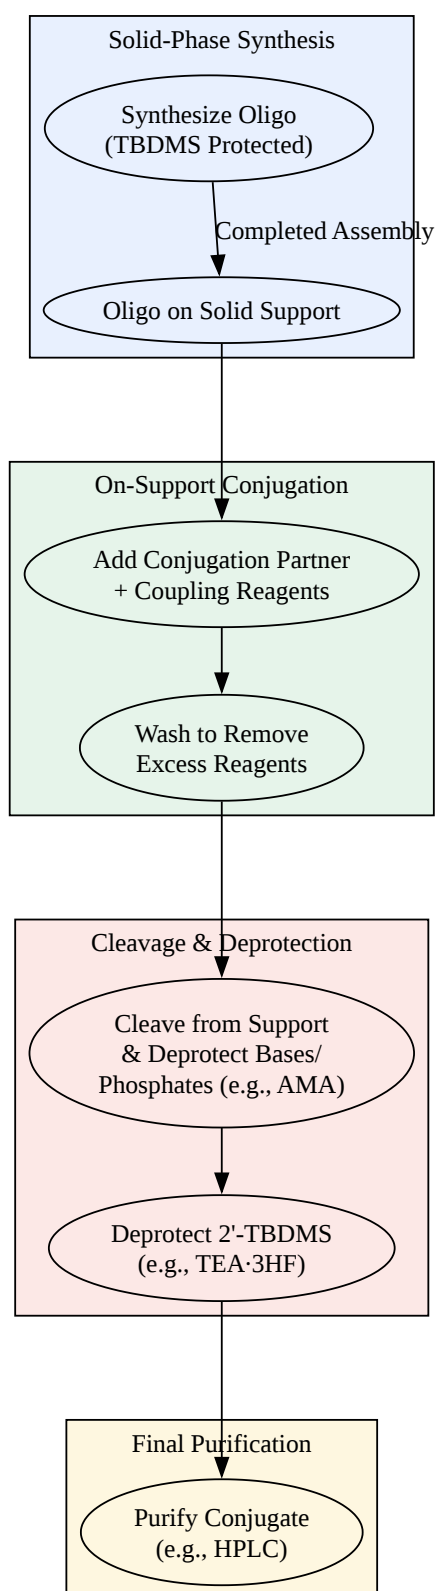 Solid-Phase Synthesis
Synthesize Oligo
(TBDMS Protected)
Completed Assembly
Oligo on Solid Support
On-Support Conjugation
Add Conjugation Partner
+ Coupling Reagents
Wash to Remove
Excess Reagents
Cleavage & Deprotection
Cleave from Support
& Deprotect Bases/
Phosphates (e.g., AMA)
Deprotect 2'-TBDMS
(e.g., TEA·3HF)
Final Purification
Purify Conjugate
(e.g., HPLC)